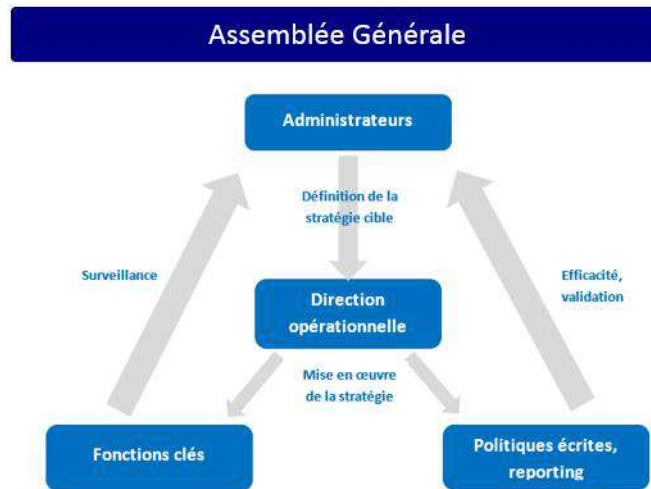 Assemblée Générale
Administrateurs
Définition de la
stratégie cible
Surveillance
Efficacité,
validation
Direction
opérationnelle
Mise en œuvre
de la stratégie
Fonctions clés
Politiques écrites,
reporting